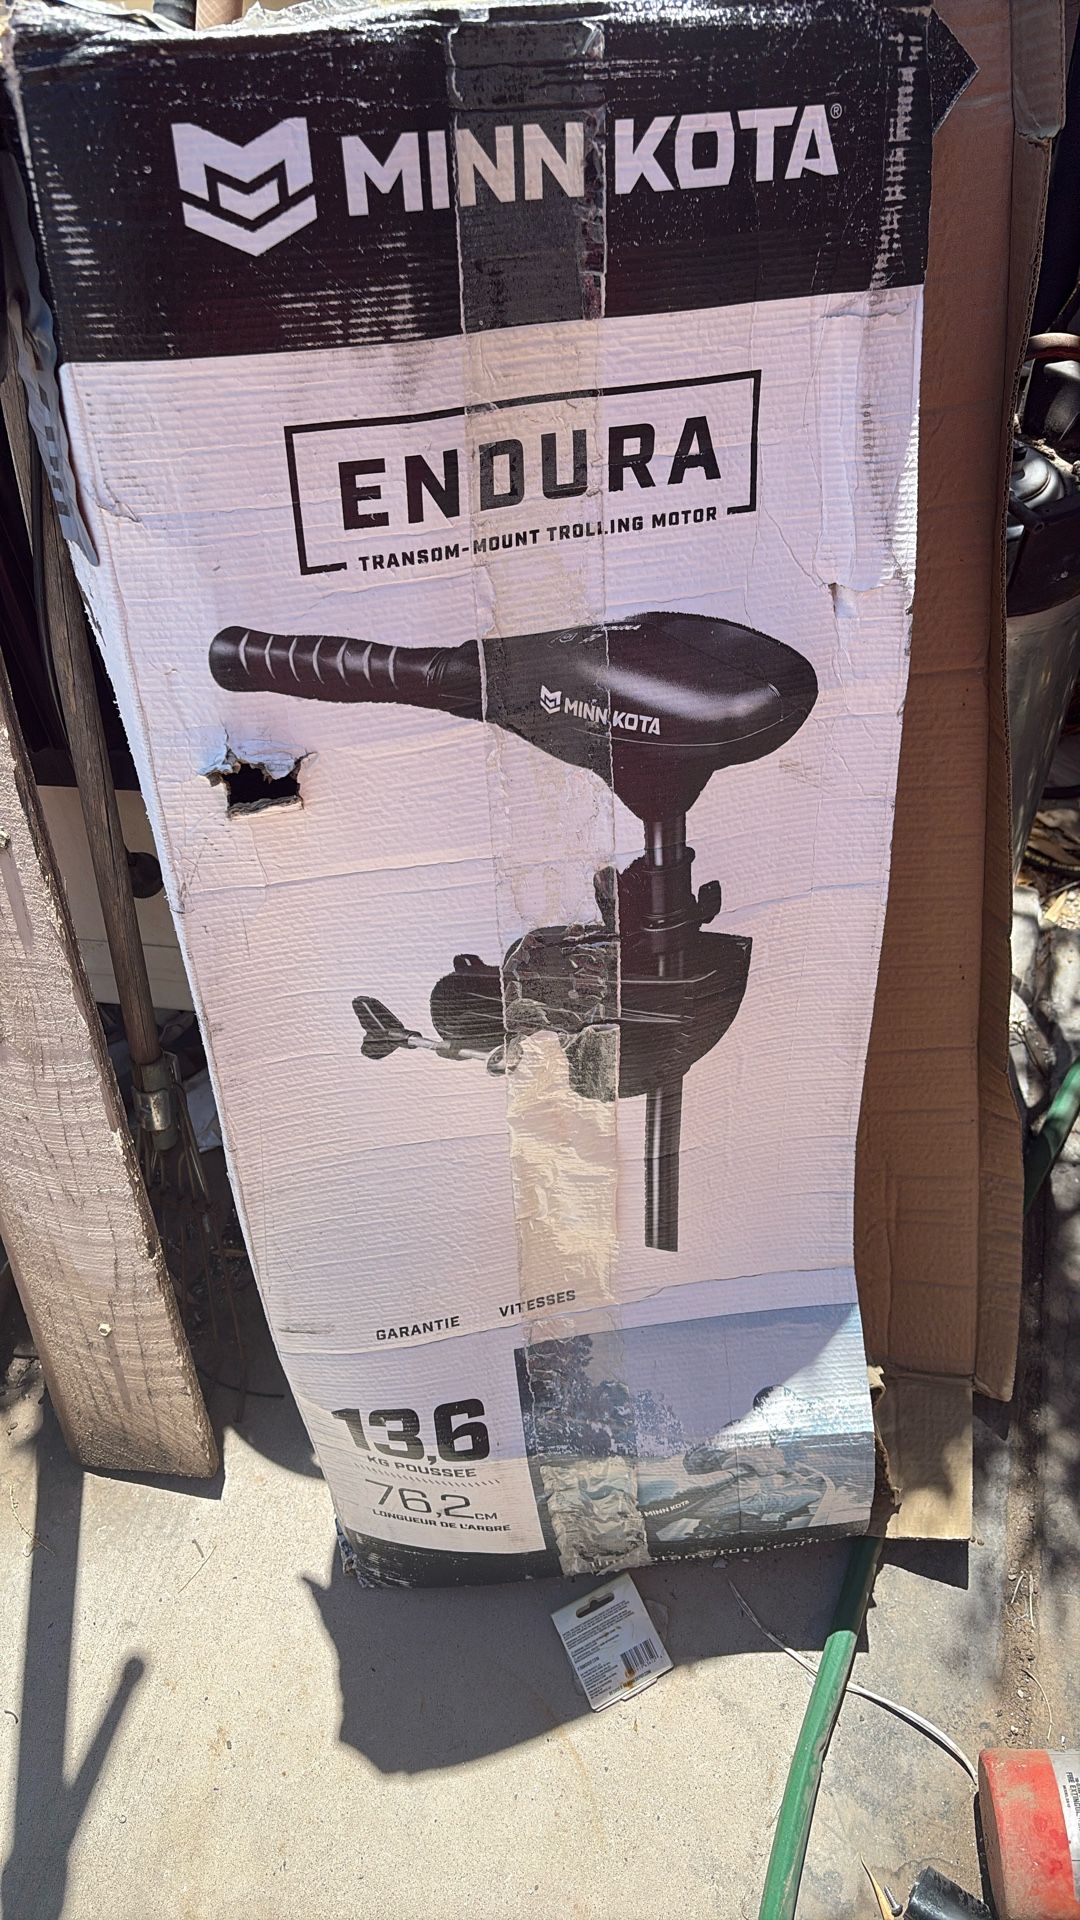 MINN KOTA®
ENDURA
TRANSOM-MOUNT TROLLING MOTOR
MINN KOTA
GARANTIE
VITESSES
13,6
KG POUSSEE
76,2CM
LONGUEUR DE L'ARBRE
MINN KOTA